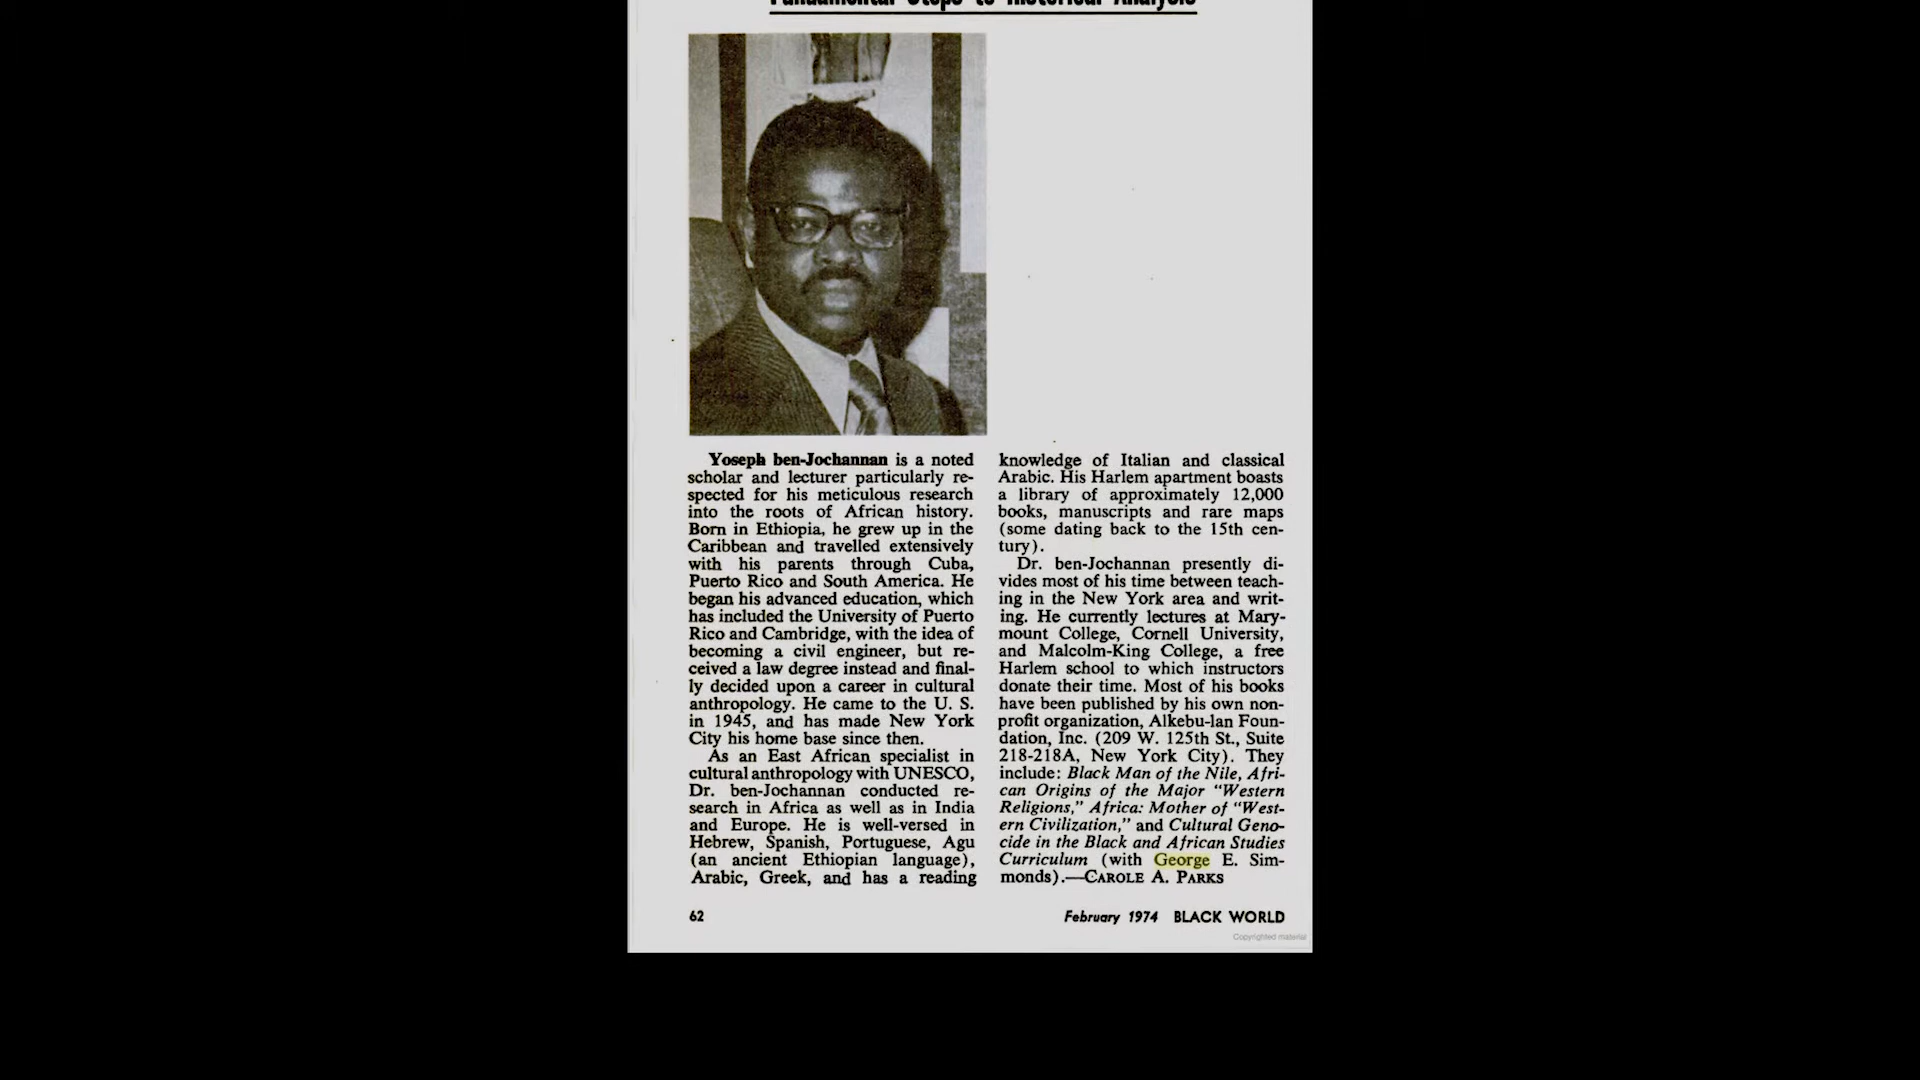 Fundamental Steps to Historical Analysis
Yoseph ben-Jochannan is a noted
scholar and lecturer particularly re-
spected for his meticulous research
into the roots of African history.
Born in Ethiopia, he grew up in the
Caribbean and travelled extensively
with his parents through Cuba,
Puerto Rico and South America. He
began his advanced education, which
has included the University of Puerto
Rico and Cambridge, with the idea of
becoming a civil engineer, but re-
ceived a law degree instead and final-
ly decided upon a career in cultural
anthropology. He came to the U. S.
in 1945, and has made New York
City his home base since then.
As an East African specialist in
cultural anthropology with UNESCO,
Dr. ben-Jochannan conducted re-
search in Africa as well as in India
and Europe. He is well-versed in
Hebrew, Spanish, Portuguese, Agu
(an ancient Ethiopian language),
Arabic, Greek, and has a reading
knowledge of Italian and classical
Arabic. His Harlem apartment boasts
a library of approximately 12,000
books, manuscripts and rare maps
(some dating back to the 15th cen-
tury).
Dr. ben-Jochannan presently di-
vides most of his time between teach-
ing in the New York area and writ-
ing. He currently lectures at Mary-
mount College, Cornell University,
and Malcolm-King College, a free
Harlem school to which instructors
donate their time. Most of his books
have been published by his own non-
profit organization, Alkebu-lan Foun-
dation, Inc. (209 W. 125th St., Suite
218-218A, New York City). They
include: Black Man of the Nile, Afri-
can Origins of the Major "Western
Religions," Africa: Mother of "West-
ern Civilization," and Cultural Geno-
cide in the Black and African Studies
Curriculum (with George E. Sim-
monds).—CAROLE A. PARKS
62
February 1974 BLACK WORLD
Copyrighted material